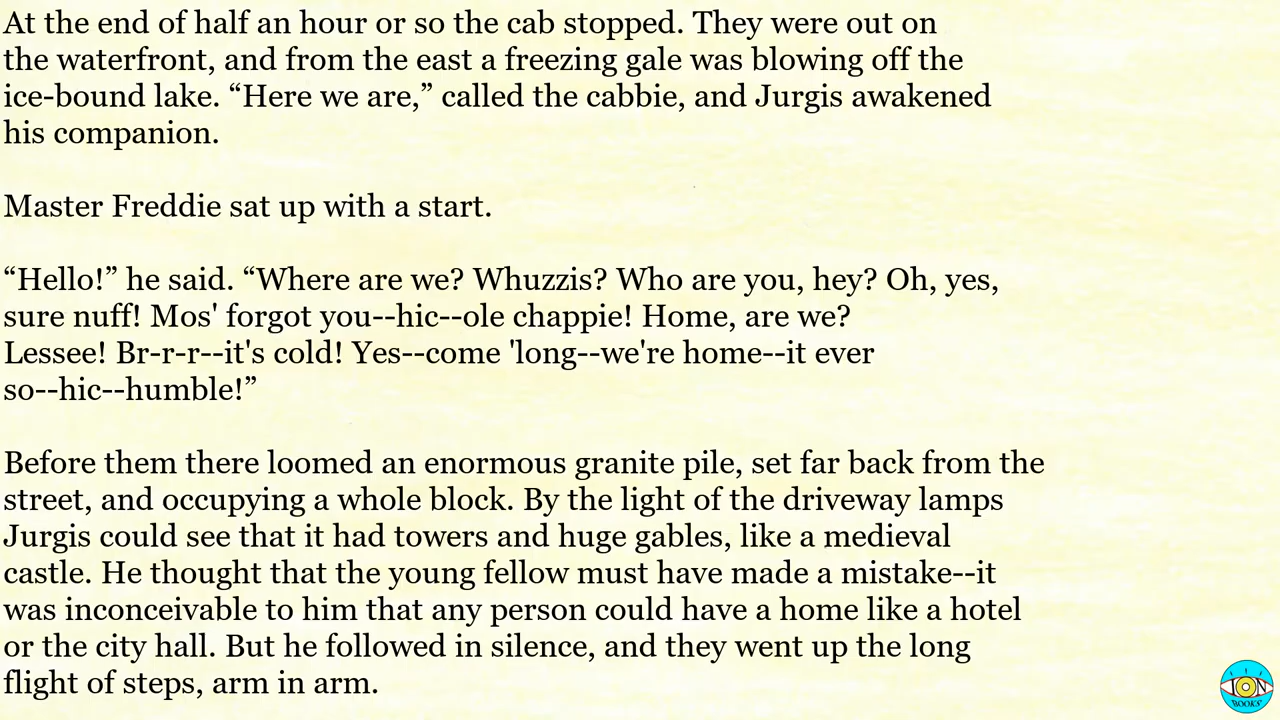 At the end of half an hour or so the cab stopped. They were out on
the waterfront, and from the east a freezing gale was blowing off the
ice-bound lake. “Here we are,” called the cabbie, and Jurgis awakened
his companion.
Master Freddie sat up with a start.
“Hello!” he said. “Where are we? Whuzzis? Who are you, hey? Oh, yes,
sure nuff! Mos' forgot you--hic--ole chappie! Home, are we?
Lessee! Br-r-r--it's cold! Yes--come 'long--we're home--it ever
so--hic--humble!”
Before them there loomed an enormous granite pile, set far back from the
street, and occupying a whole block. By the light of the driveway lamps
Jurgis could see that it had towers and huge gables, like a medieval
castle. He thought that the young fellow must have made a mistake--it
was inconceivable to him that any person could have a home like a hotel
or the city hall. But he followed in silence, and they went up the long
flight of steps, arm in arm.
ION
BOOKS